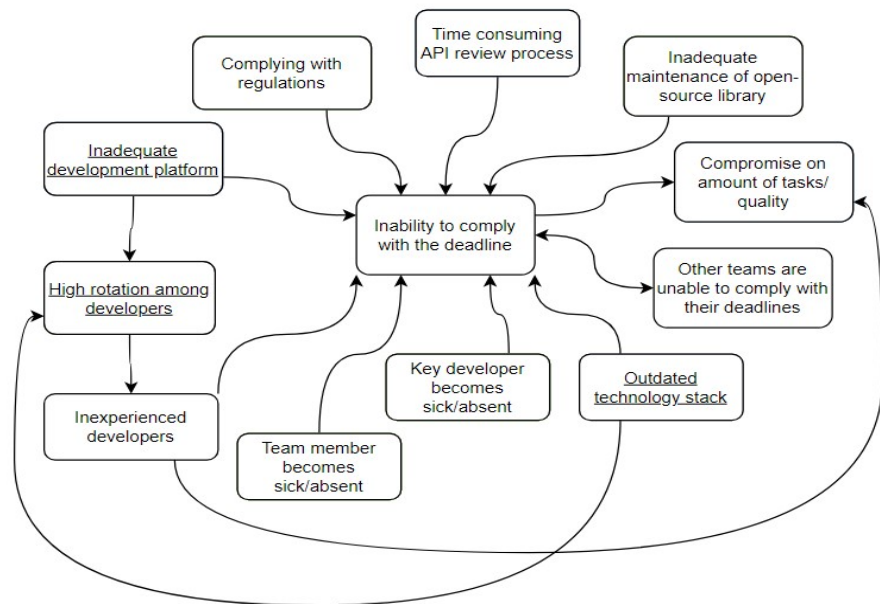 Time consuming
API review process
Complying with
regulations
Inadequate
maintenance of open-
source library
Inadequate
development platform
Compromise on
amount of tasks/
quality
Inability to comply
with the deadline
Other teams are
unable to comply with
their deadlines
High rotation among
developers
Key developer
becomes
sick/absent
Outdated
technology stack
Inexperienced
developers
Team member
becomes
sick/absent